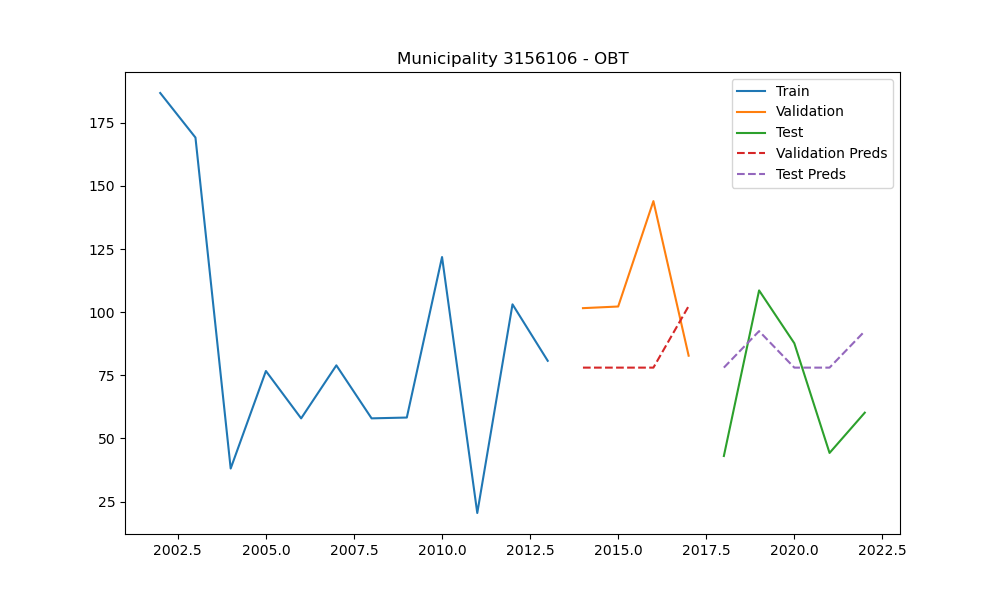 Municipality 3156106 - OBT
Train
Validation
Test
Validation Preds
Test Preds
175
150
125
100
75
50
25
2002.5 2005.0 2007.5 2010.0 2012.5 2015.0 2017.5 2020.0 2022.5